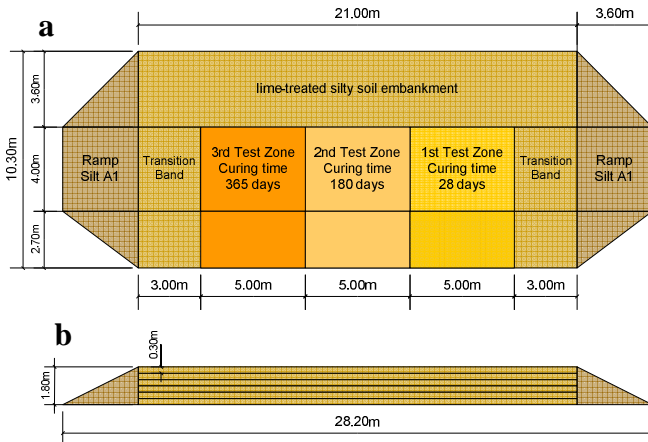 a
21.00m
3.60m
10.30m
3.60m
4.00m
2.70m
lime-treated silty soil embankment
Ramp
Silt A1
Transition
Band
3rd Test Zone
Curing time
365 days
2nd Test Zone
Curing time
180 days
1st Test Zone
Curing time
28 days
Transition
Band
Ramp
Silt A1
3.00m
5.00m
5.00m
5.00m
3.00m
b
0.30m
1.80m
28.20m